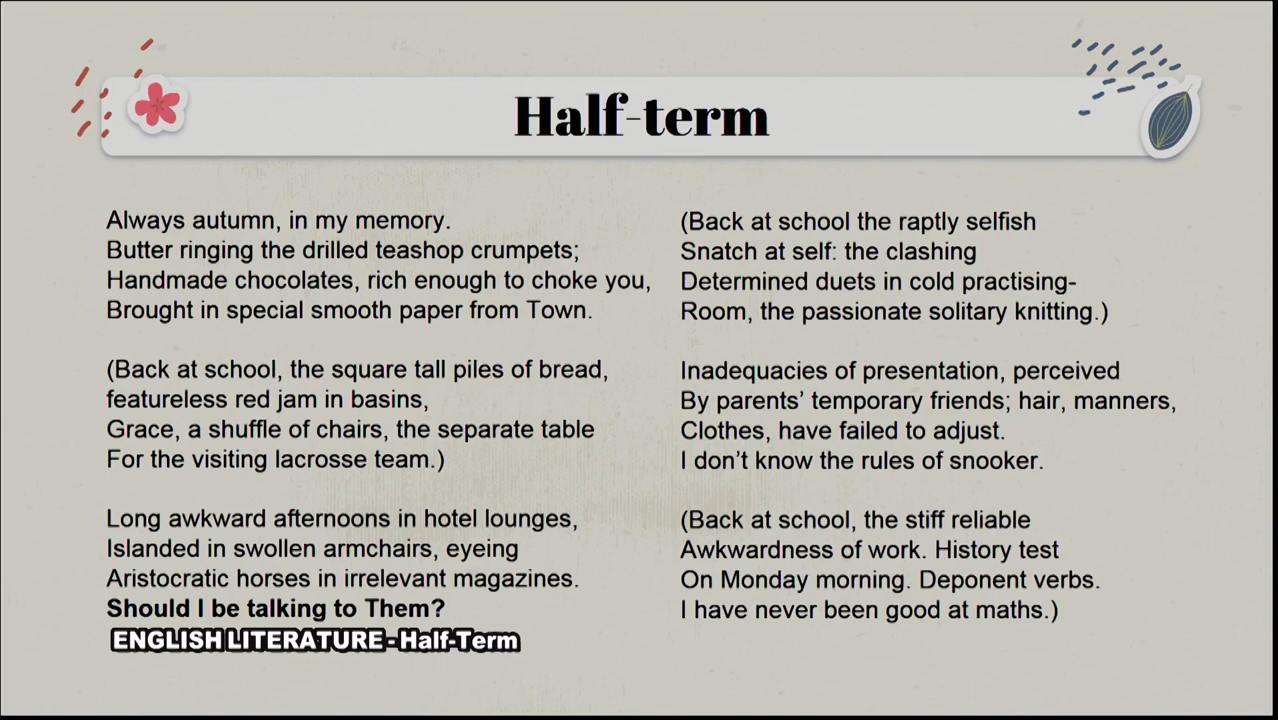 Half-term
Always autumn, in my memory.
Butter ringing the drilled teashop crumpets;
Handmade chocolates, rich enough to choke you,
Brought in special smooth paper from Town.
(Back at school, the square tall piles of bread,
featureless red jam in basins,
Grace, a shuffle of chairs, the separate table
For the visiting lacrosse team.)
Long awkward afternoons in hotel lounges,
Islanded in swollen armchairs, eyeing
Aristocratic horses in irrelevant magazines.
Should I be talking to Them?
ENGLISH LITERATURE - Half-Term
(Back at school the raptly selfish
Snatch at self: the clashing
Determined duets in cold practising-
Room, the passionate solitary knitting.)
Inadequacies of presentation, perceived
By parents’ temporary friends; hair, manners,
Clothes, have failed to adjust.
I don’t know the rules of snooker.
(Back at school, the stiff reliable
Awkwardness of work. History test
On Monday morning. Deponent verbs.
I have never been good at maths.)